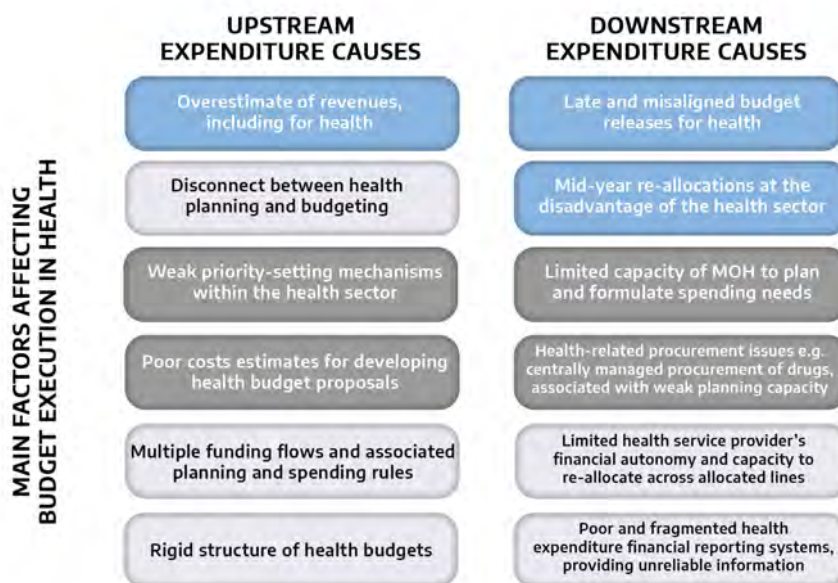 UPSTREAM
EXPENDITURE CAUSES
DOWNSTREAM
EXPENDITURE CAUSES
MAIN FACTORS AFFECTING
BUDGET EXECUTION IN HEALTH
Overestimate of revenues,
including for health
Late and misaligned budget
releases for health
Disconnect between health
planning and budgeting
Mid-year re-allocations at the
disadvantage of the health sector
Weak priority-setting mechanisms
within the health sector
Limited capacity of MOH to plan
and formulate spending needs
Poor costs estimates for developing
health budget proposals
Health-related procurement issues e.g.
centrally managed procurement of drugs,
associated with weak planning capacity
Multiple funding flows and associated
planning and spending rules
Limited health service provider's
financial autonomy and capacity to
re-allocate across allocated lines
Rigid structure of health budgets
Poor and fragmented health
expenditure financial reporting systems,
providing unreliable information